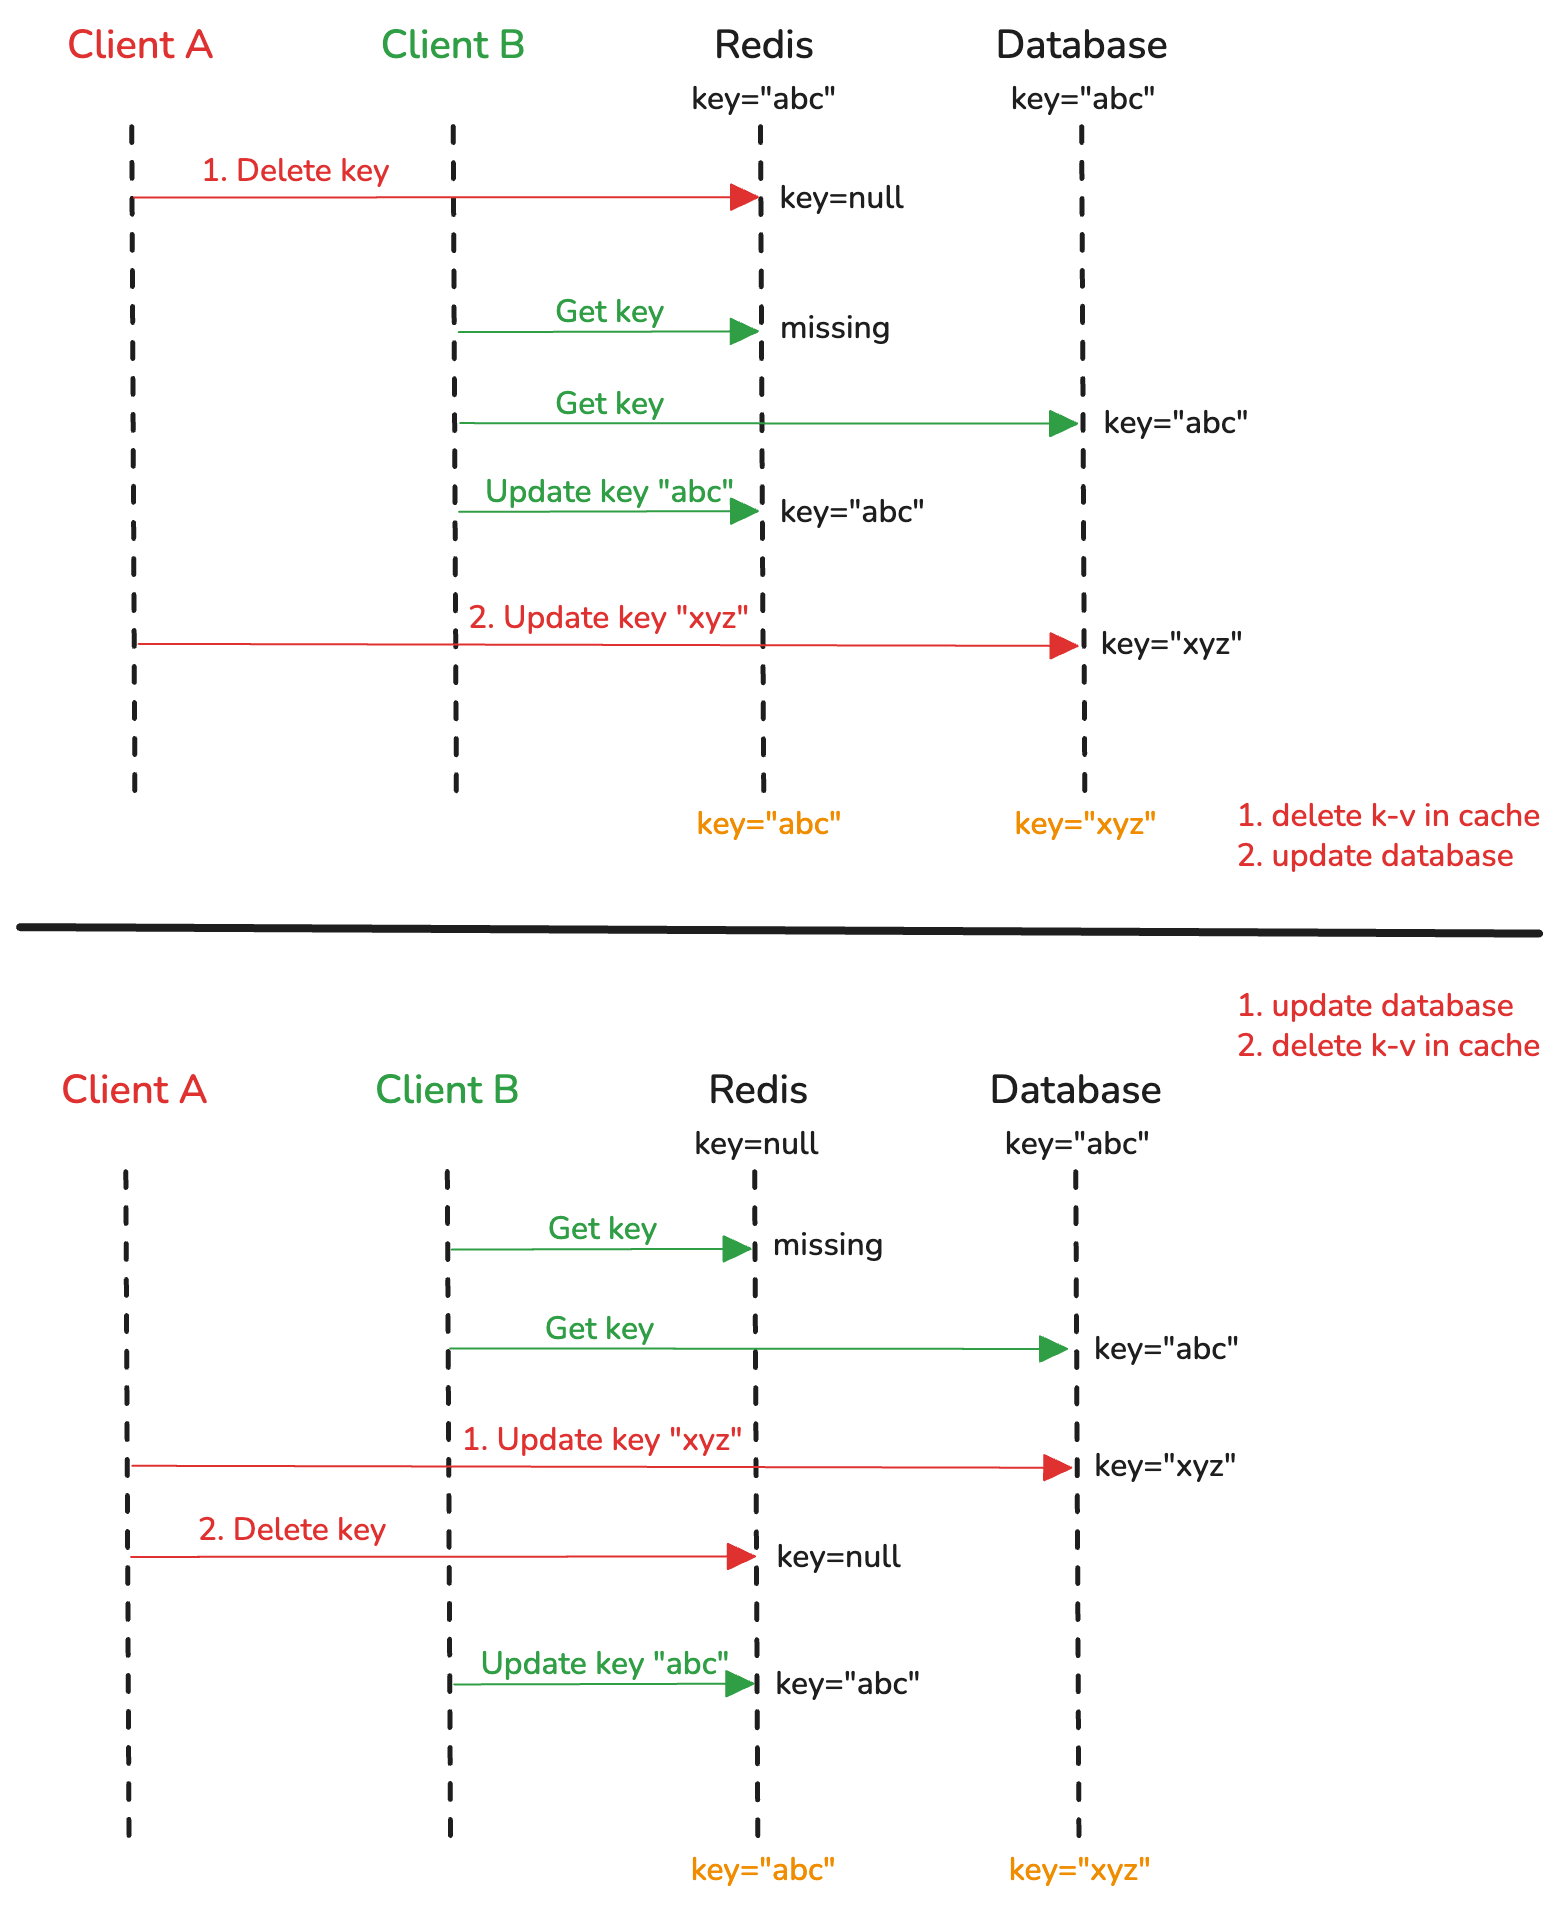 Client A
Client B
Redis
Database
key="abc"
key="abc"
1. Delete key
key=null
Get key
missing
Get key
key="abc"
Update key "abc"
key="abc"
2. Update key "xyz"
key="xyz"
key="abc"
key="xyz"
1. delete k-v in cache
2. update database
1. update database
2. delete k-v in cache
Client A
Client B
Redis
Database
key=null
key="abc"
Get key
missing
Get key
key="abc"
1. Update key "xyz"
key="xyz"
2. Delete key
key=null
Update key "abc"
key="abc"
key="abc"
key="xyz"